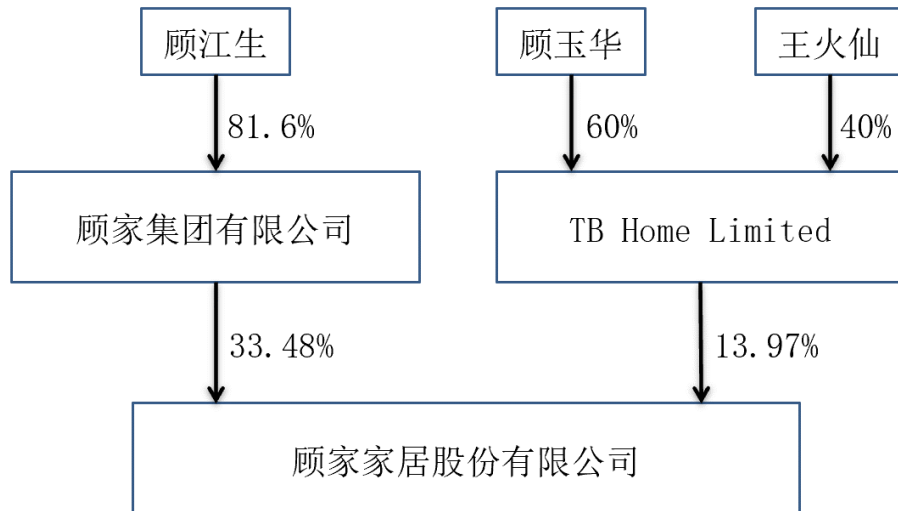 顾江生
顾玉华
王火仙
81.6%
60%
40%
顾家集团有限公司
TB Home Limited
33.48%
13.97%
顾家家居股份有限公司